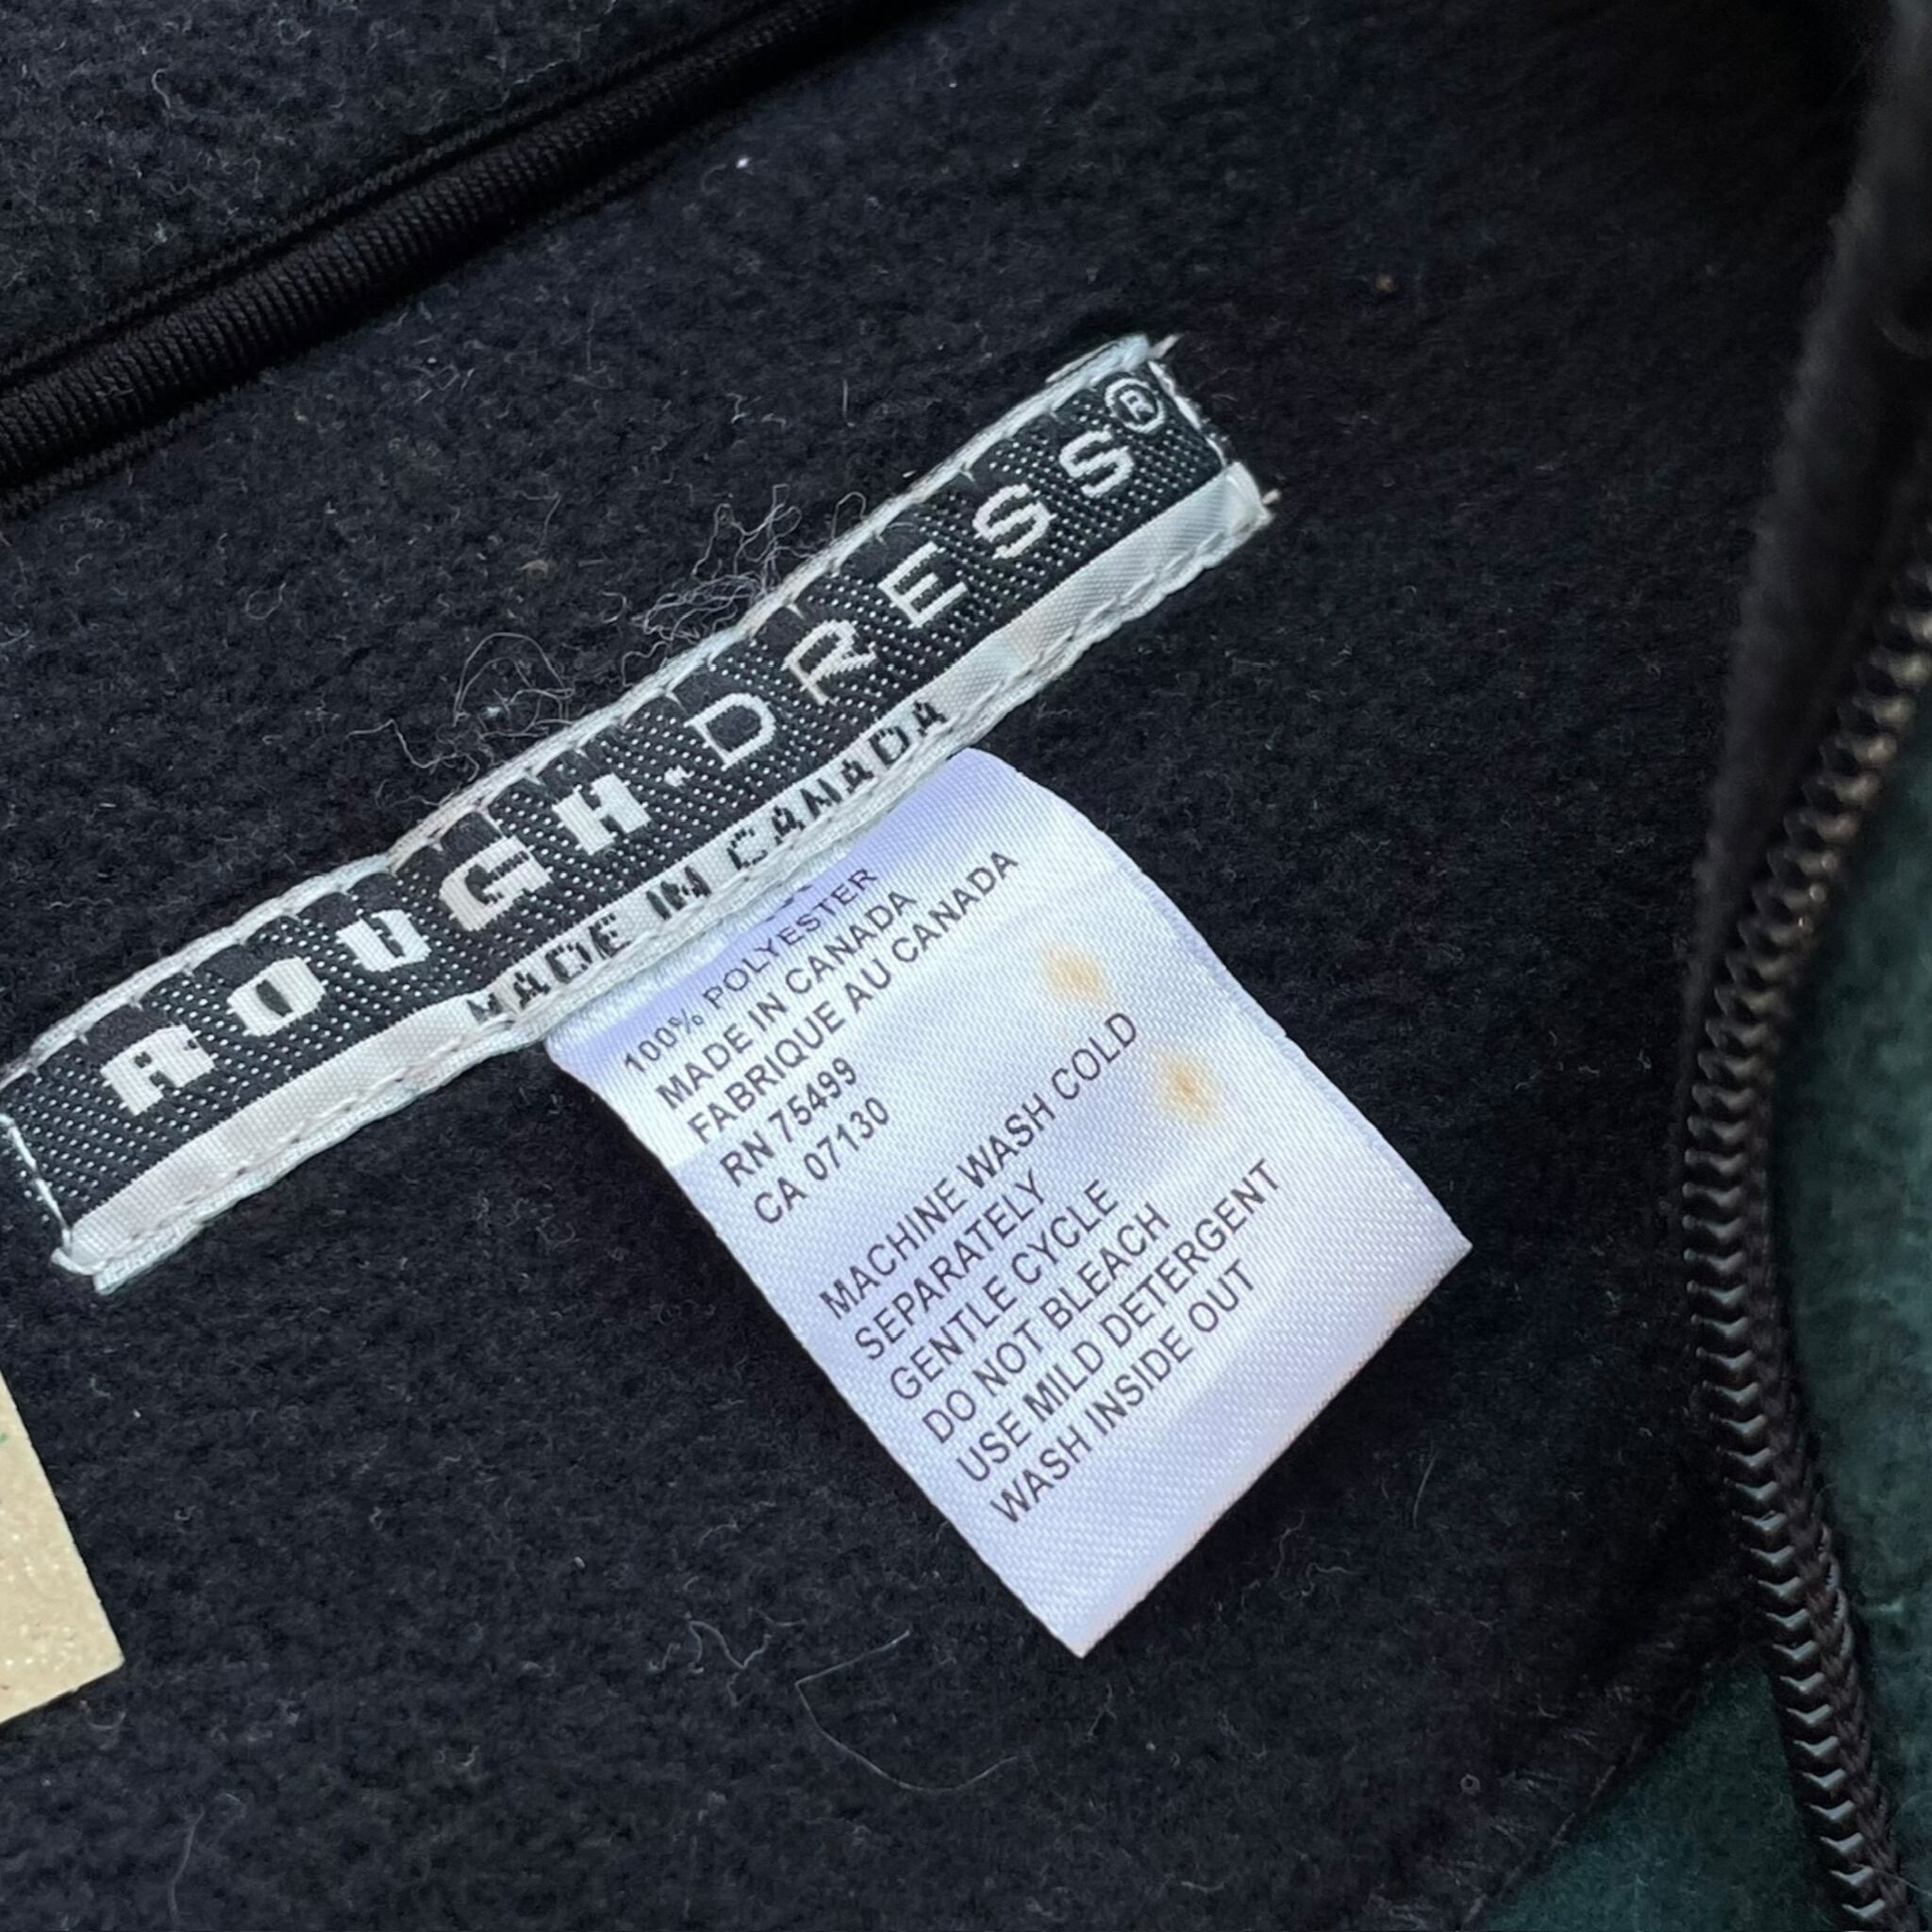 ROUGH.DRESS®
MADE IN CANADA
100% POLYESTER
MADE IN CANADA
FABRIQUE AU CANADA
RN 75499
CA 07130
MACHINE WASH COLD
SEPARATELY
GENTLE CYCLE
DO NOT BLEACH
USE MILD DETERGENT
WASH INSIDE OUT